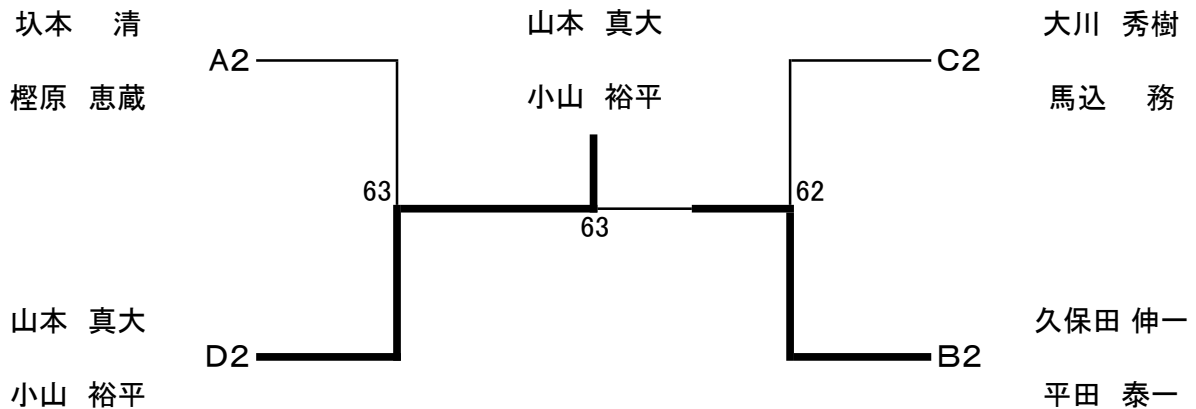 圦本 清
山本 真大
大川 秀樹
A2
C2
樫原 恵蔵
小山 裕平
馬込 務
63
62
63
山本 真大
久保田 伸一
D2
B2
小山 裕平
平田 泰一